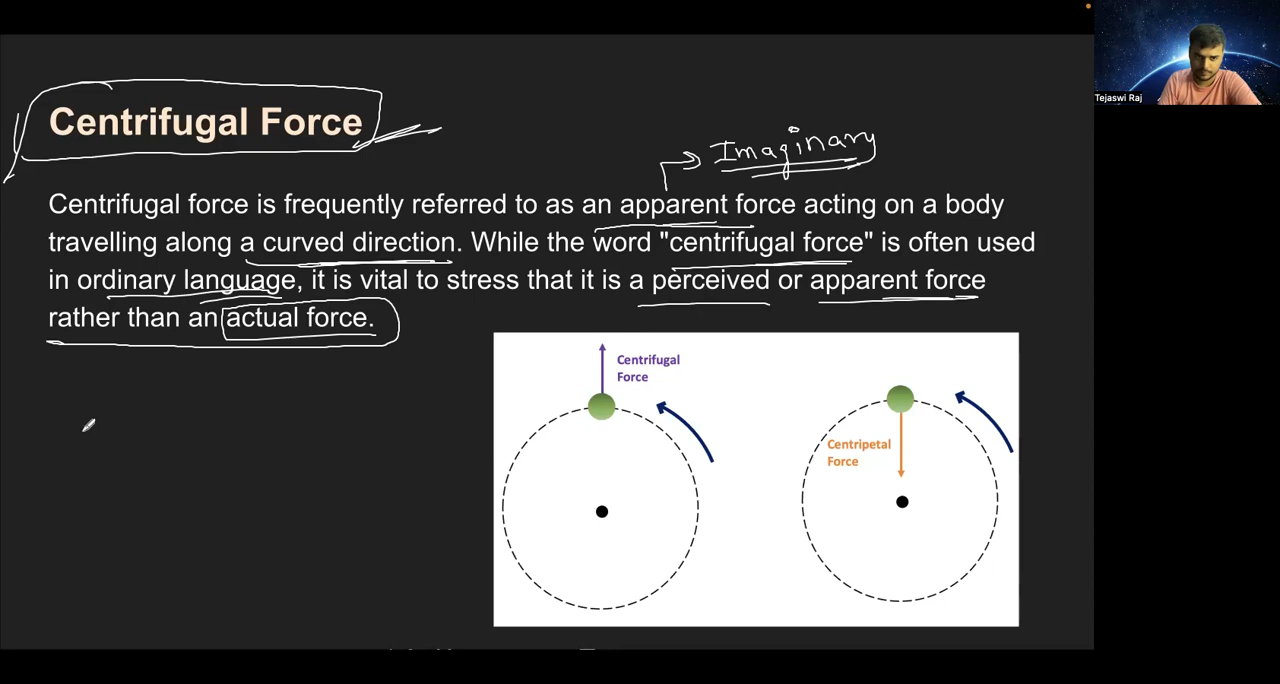 Tejaswi Raj
Centrifugal Force
Imaginary
Centrifugal force is frequently referred to as an apparent force acting on a body
travelling along a curved direction. While the word "centrifugal force" is often used
in ordinary language, it is vital to stress that it is a perceived or apparent force
rather than an actual force.
Centrifugal
Force
Centripetal
Force